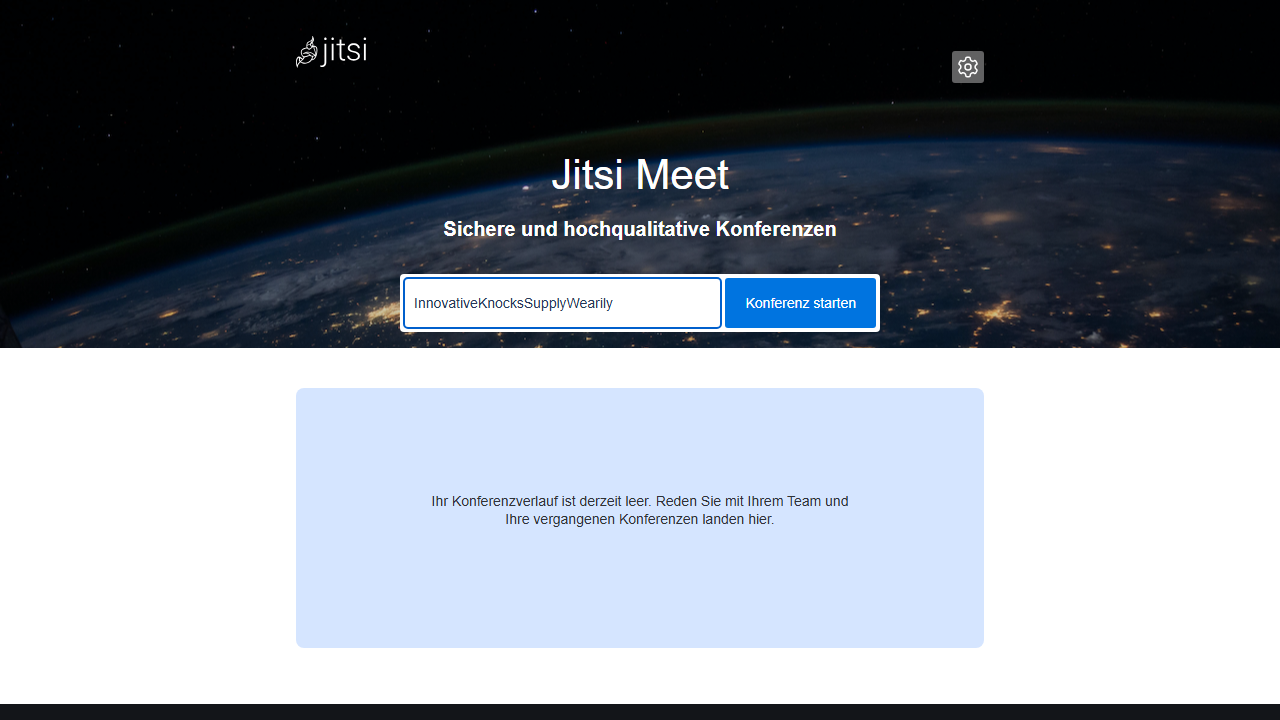 jitsi
Jitsi Meet
Sichere und hochqualitative Konferenzen
InnovativeKnocksSupplyWearily
Konferenz starten
Ihr Konferenzverlauf ist derzeit leer. Reden Sie mit Ihrem Team und
Ihre vergangenen Konferenzen landen hier.